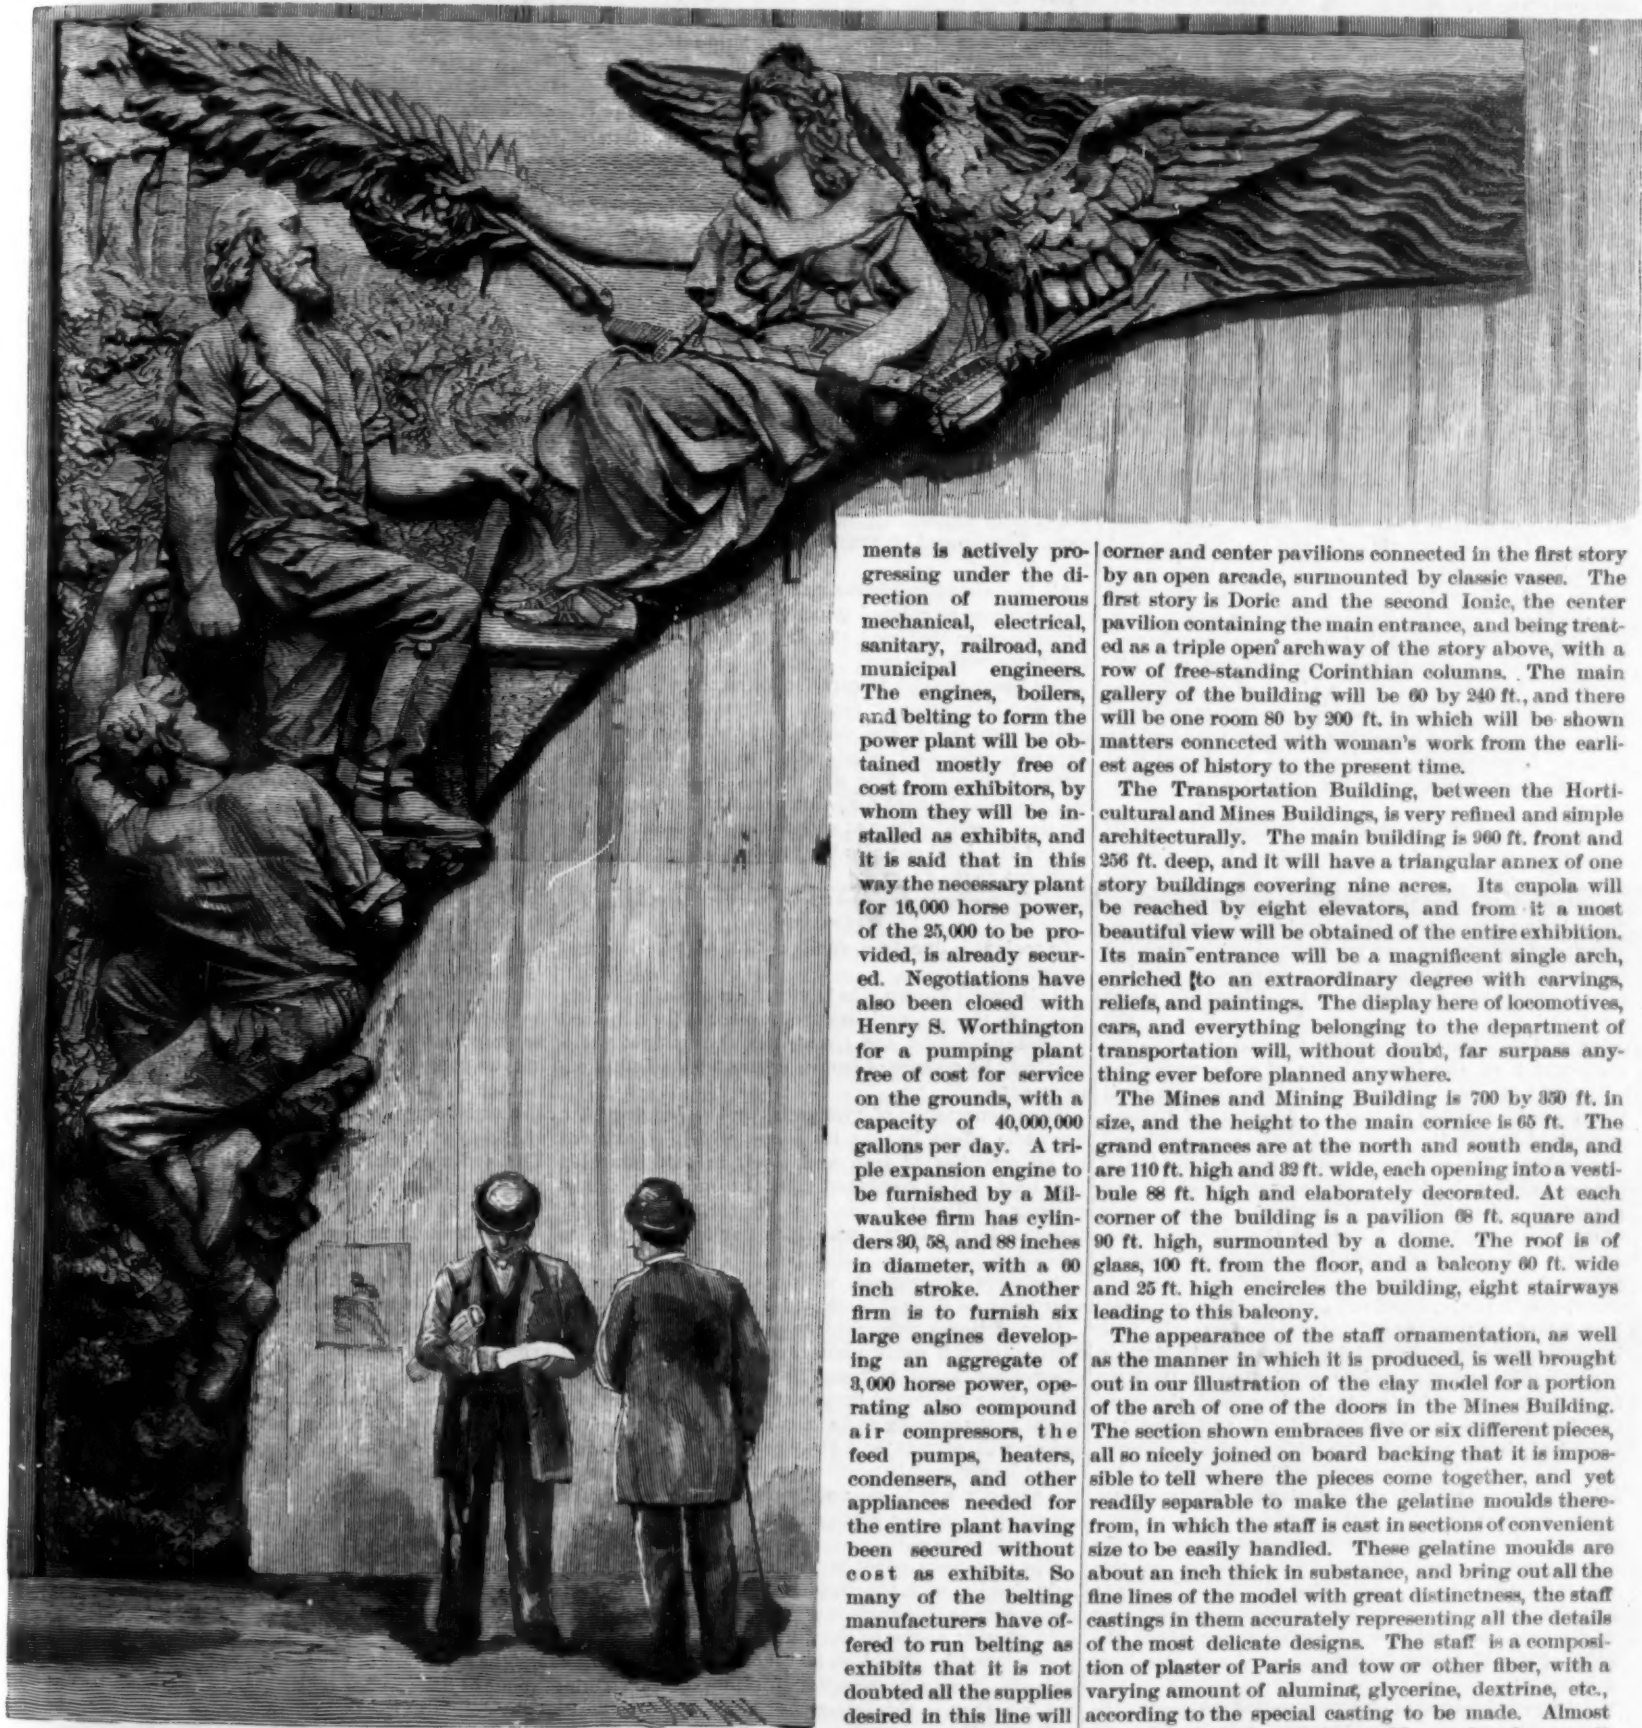 ments is actively pro-
gressing under the di-
rection of numerous
mechanical, electrical,
sanitary, railroad, and
municipal engineers.
The engines, boilers,
and belting to form the
power plant will be ob-
tained mostly free of
cost from exhibitors, by
whom they will be in-
stalled as exhibits, and
it is said that in this
way the necessary plant
for 16,000 horse power,
of the 25,000 to be pro-
vided, is already secur-
ed. Negotiations have
also been closed with
Henry S. Worthington
for a pumping plant
free of cost for service
on the grounds, with a
capacity of 40,000,000
gallons per day. A tri-
ple expansion engine to
be furnished by a Mil-
waukee firm has cylin-
ders 30, 58, and 88 inches
in diameter, with a 60
inch stroke. Another
firm is to furnish six
large engines develop-
ing an aggregate of
3,000 horse power, ope-
rating also compound
air compressors, the
feed pumps, heaters,
condensers, and other
appliances needed for
the entire plant having
been secured without
cost as exhibits. So
many of the belting
manufacturers have of-
fered to run belting as
exhibits that it is not
doubted all the supplies
desired in this line will
corner and center pavilions connected in the first story
by an open arcade, surmounted by classic vases. The
first story is Doric and the second Ionic, the center
pavilion containing the main entrance, and being treat-
ed as a triple open archway of the story above, with a
row of free-standing Corinthian columns. The main
gallery of the building will be 60 by 240 ft., and there
will be one room 80 by 200 ft. in which will be shown
matters connected with woman's work from the earli-
est ages of history to the present time.
The Transportation Building, between the Horti-
cultural and Mines Buildings, is very refined and simple
architecturally. The main building is 960 ft. front and
256 ft. deep, and it will have a triangular annex of one
story buildings covering nine acres. Its cupola will
be reached by eight elevators, and from it a most
beautiful view will be obtained of the entire exhibition.
Its main entrance will be a magnificent single arch,
enriched to an extraordinary degree with carvings,
reliefs, and paintings. The display here of locomotives,
cars, and everything belonging to the department of
transportation will, without doubt, far surpass any-
thing ever before planned anywhere.
The Mines and Mining Building is 700 by 350 ft. in
size, and the height to the main cornice is 65 ft. The
grand entrances are at the north and south ends, and
are 110 ft. high and 32 ft. wide, each opening into a vesti-
bule 88 ft. high and elaborately decorated. At each
corner of the building is a pavilion 68 ft. square and
90 ft. high, surmounted by a dome. The roof is of
glass, 100 ft. from the floor, and a balcony 60 ft. wide
and 25 ft. high encircles the building, eight stairways
leading to this balcony.
The appearance of the staff ornamentation, as well
as the manner in which it is produced, is well brought
out in our illustration of the clay model for a portion
of the arch of one of the doors in the Mines Building.
The section shown embraces five or six different pieces,
all so nicely joined on board backing that it is impos-
sible to tell where the pieces come together, and yet
readily separable to make the gelatine moulds there-
from, in which the staff is cast in sections of convenient
size to be easily handled. These gelatine moulds are
about an inch thick in substance, and bring out all the
fine lines of the model with great distinctness, the staff
castings in them accurately representing all the details
of the most delicate designs. The staff is a composi-
tion of plaster of Paris and tow or other fiber, with a
varying amount of alumina, glycerine, dextrine, etc.,
according to the special casting to be made. Almost